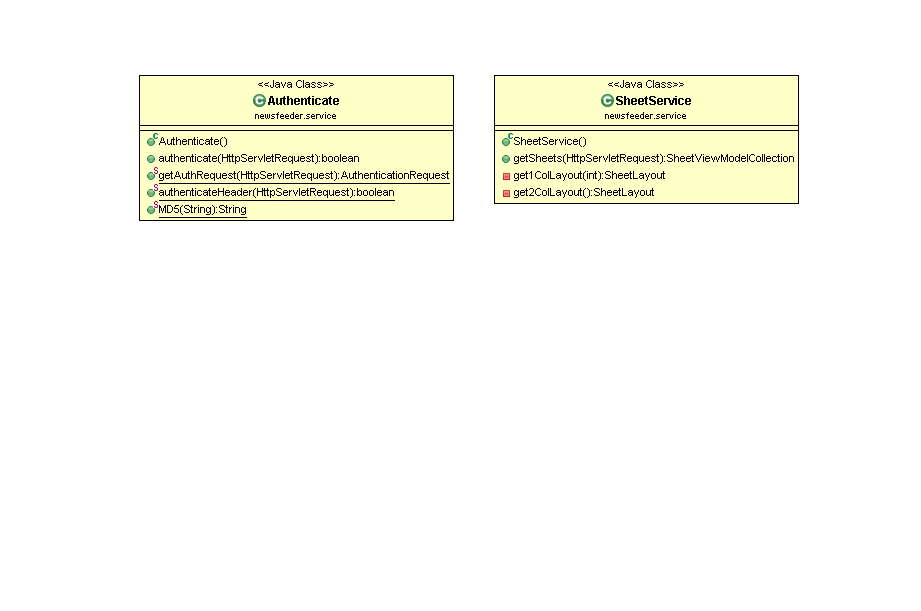 <<Java Class>>
Authenticate
newsfeeder.service
Authenticate()
authenticate(HttpServletRequest):boolean
getAuthRequest(HttpServletRequest):AuthenticationRequest
authenticateHeader(HttpServletRequest):boolean
MD5(String):String
<<Java Class>>
SheetService
newsfeeder.service
SheetService()
getSheets(HttpServletRequest):SheetViewModelCollection
get1ColLayout(int):SheetLayout
get2ColLayout():SheetLayout